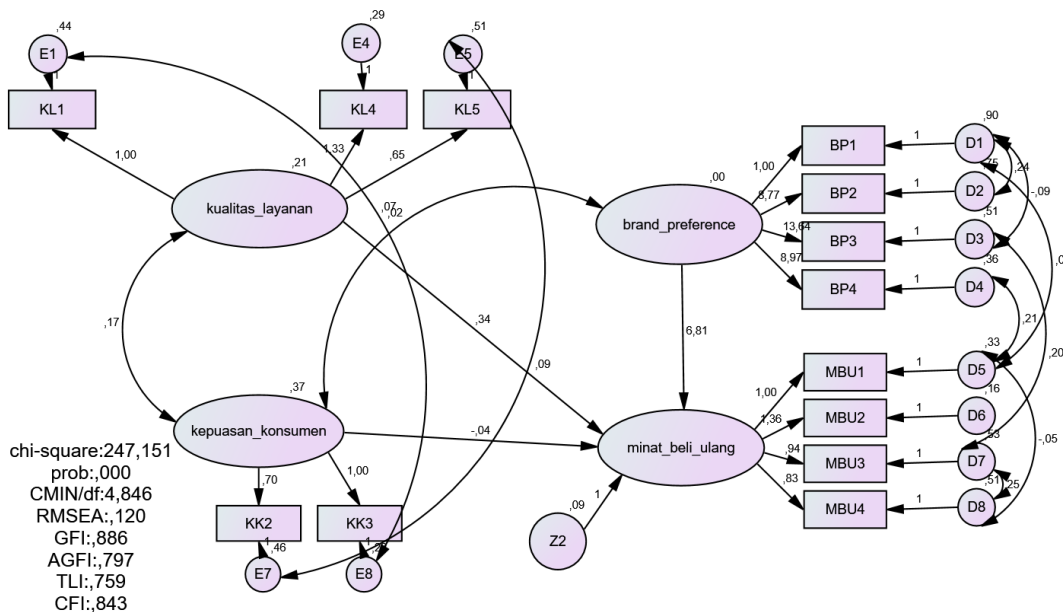 ,44
E1
1
KL1
,29
E4
1
KL4
,51
E5
1
KL5
1,00
1,33
,65
,21
kualitas_layanan
,07
,02
,00
brand_preference
1,00
13,64
8,97
BP1
BP2
BP3
BP4
1
1
1
1
,90
D1
D2
,51
D3
,36
D4
,24
-,09
,17
,34
,09
6,81
,21
,20
,37
kepuasan_konsumen
-,04
minat_beli_ulang
1,00
1,36
,94
,83
MBU1
MBU2
MBU3
MBU4
1
1
1
1
,33
D5
,16
D6
D7
,51
D8
-,05
,70
1,00
KK2
KK3
1
,46
E7
E8
,09
1
Z2
chi-square:247,151
prob:,000
CMIN/df:4,846
RMSEA:,120
GFI:,886
AGFI:,797
TLI:,759
CFI:,843